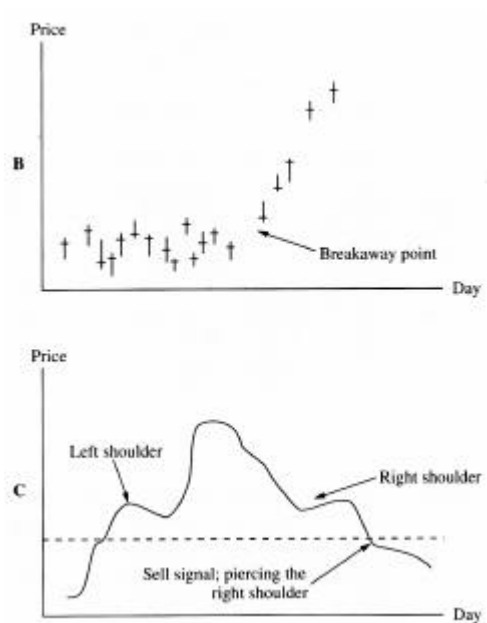 Price
B
Breakaway point
Day
Price
Left shoulder
Right shoulder
C
Sell signal; piercing the
right shoulder
Day